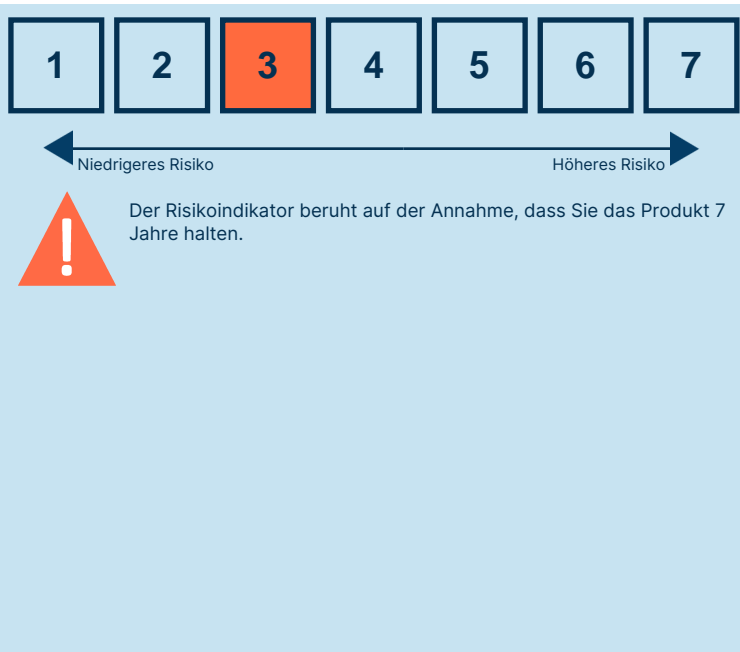 1 2 3 4 5 6 7
Niedrigeres Risiko Höheres Risiko
Der Risikoindikator beruht auf der Annahme, dass Sie das Produkt 7
Jahre halten.